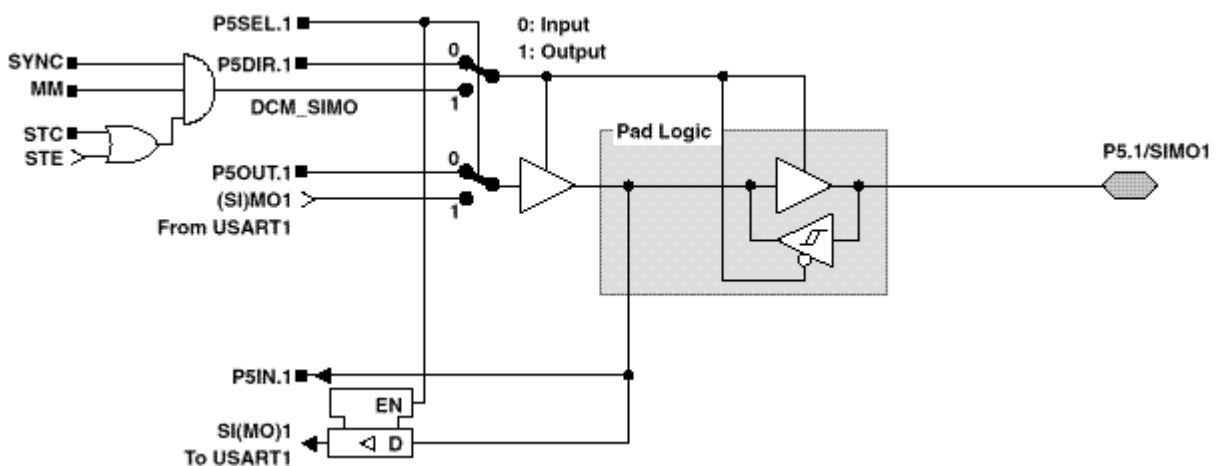 P5SEL.1
0: Input
1: Output
0
SYNC
P5DIR.1
MM
1
DCM_SIMO
STC
STE
Pad Logic
P5.1/SIMO1
0
P5OUT.1
(SI)MO1
1
From USART1
P5IN.1
EN
SI(MO)1
D
To USART1